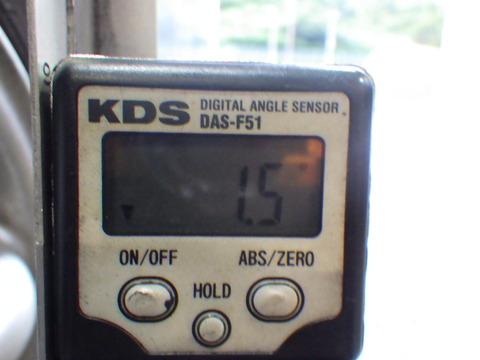 KDS DIGITAL ANGLE SENSOR
DAS-F51
1.5°
ON/OFF ABS/ZERO
HOLD